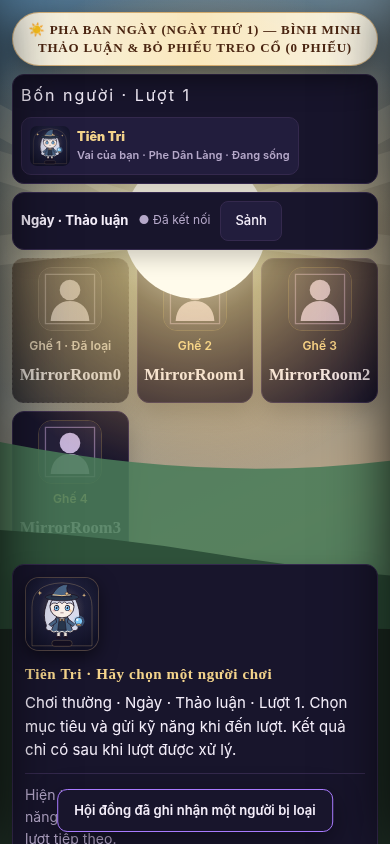 ☀️ PHA BAN NGÀY (NGÀY THỨ 1) — BÌNH MINH
THẢO LUẬN & BỎ PHIẾU TREO CỔ (0 PHIẾU)
Bốn người · Lượt 1
Tiên Tri
Vai của bạn · Phe Dân Làng · Đang sống
Ngày · Thảo luận
Đã kết nối
Sảnh
Ghế 1 · Đã loại
MirrorRoom0
Ghế 2
MirrorRoom1
Ghế 3
MirrorRoom2
Ghế 4
MirrorRoom3
Tiên Tri · Hãy chọn một người chơi
Chơi thường · Ngày · Thảo luận · Lượt 1. Chọn
mục tiêu và gửi kỹ năng khi đến lượt. Kết quả
chỉ có sau khi lượt được xử lý.
Hiện
năng
lượt tiếp theo.
Hội đồng đã ghi nhận một người bị loại